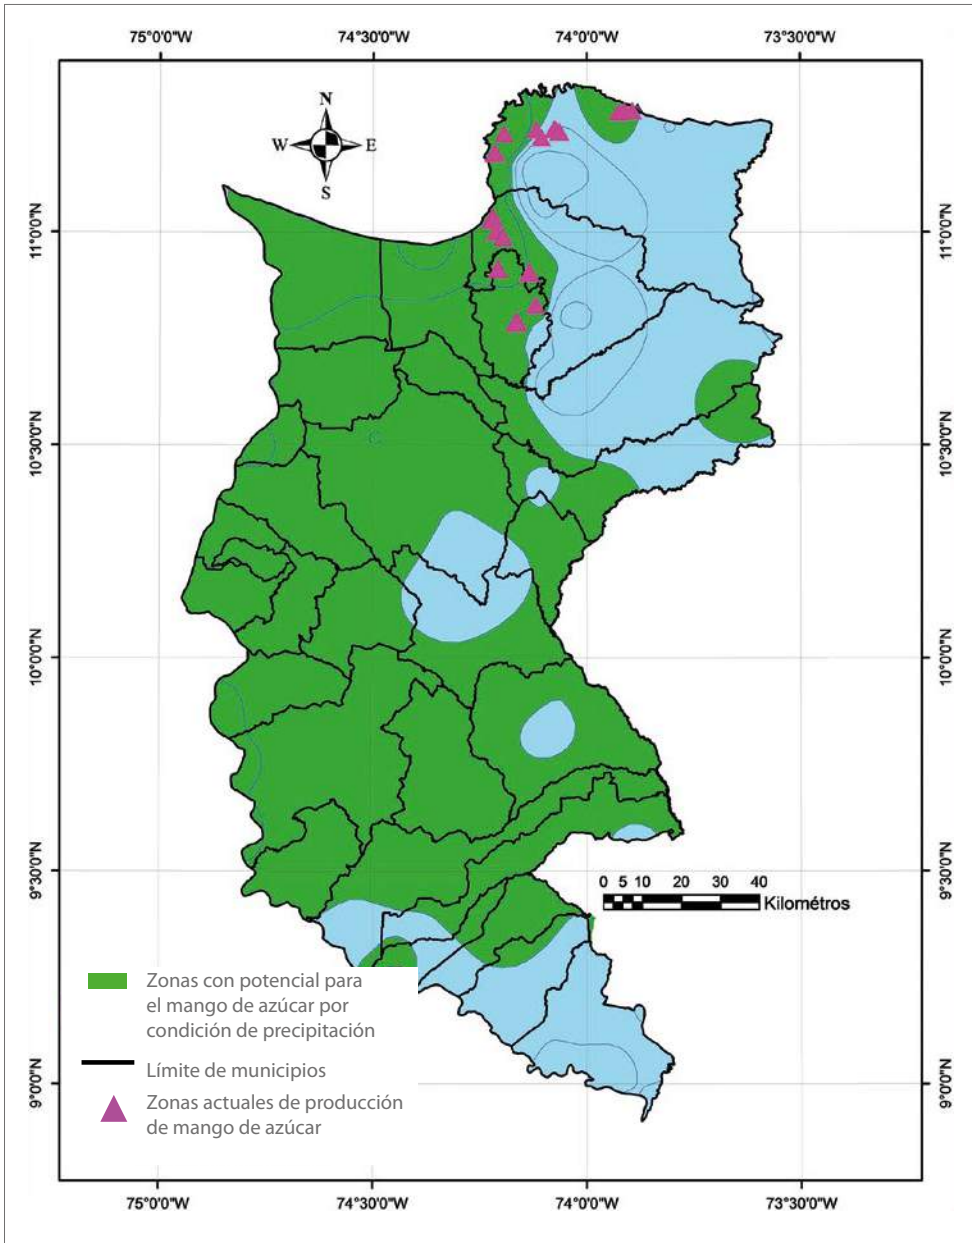 75°0'0"W 74°30'0"W 74°0'0"W 73°30'0"W
N
W E
S
11°0'0"N 11°0'0"N
10°30'0"N 10°30'0"N
10°0'0"N 10°0'0"N
9°30'0"N 9°30'0"N
0 5 10 20 30 40
Kilométros
Zonas con potencial para
el mango de azúcar por
condición de precipitación
Límite de municipios
Zonas actuales de producción
de mango de azúcar
9°0'0"N 9°0'0"N
75°0'0"W 74°30'0"W 74°0'0"W 73°30'0"W